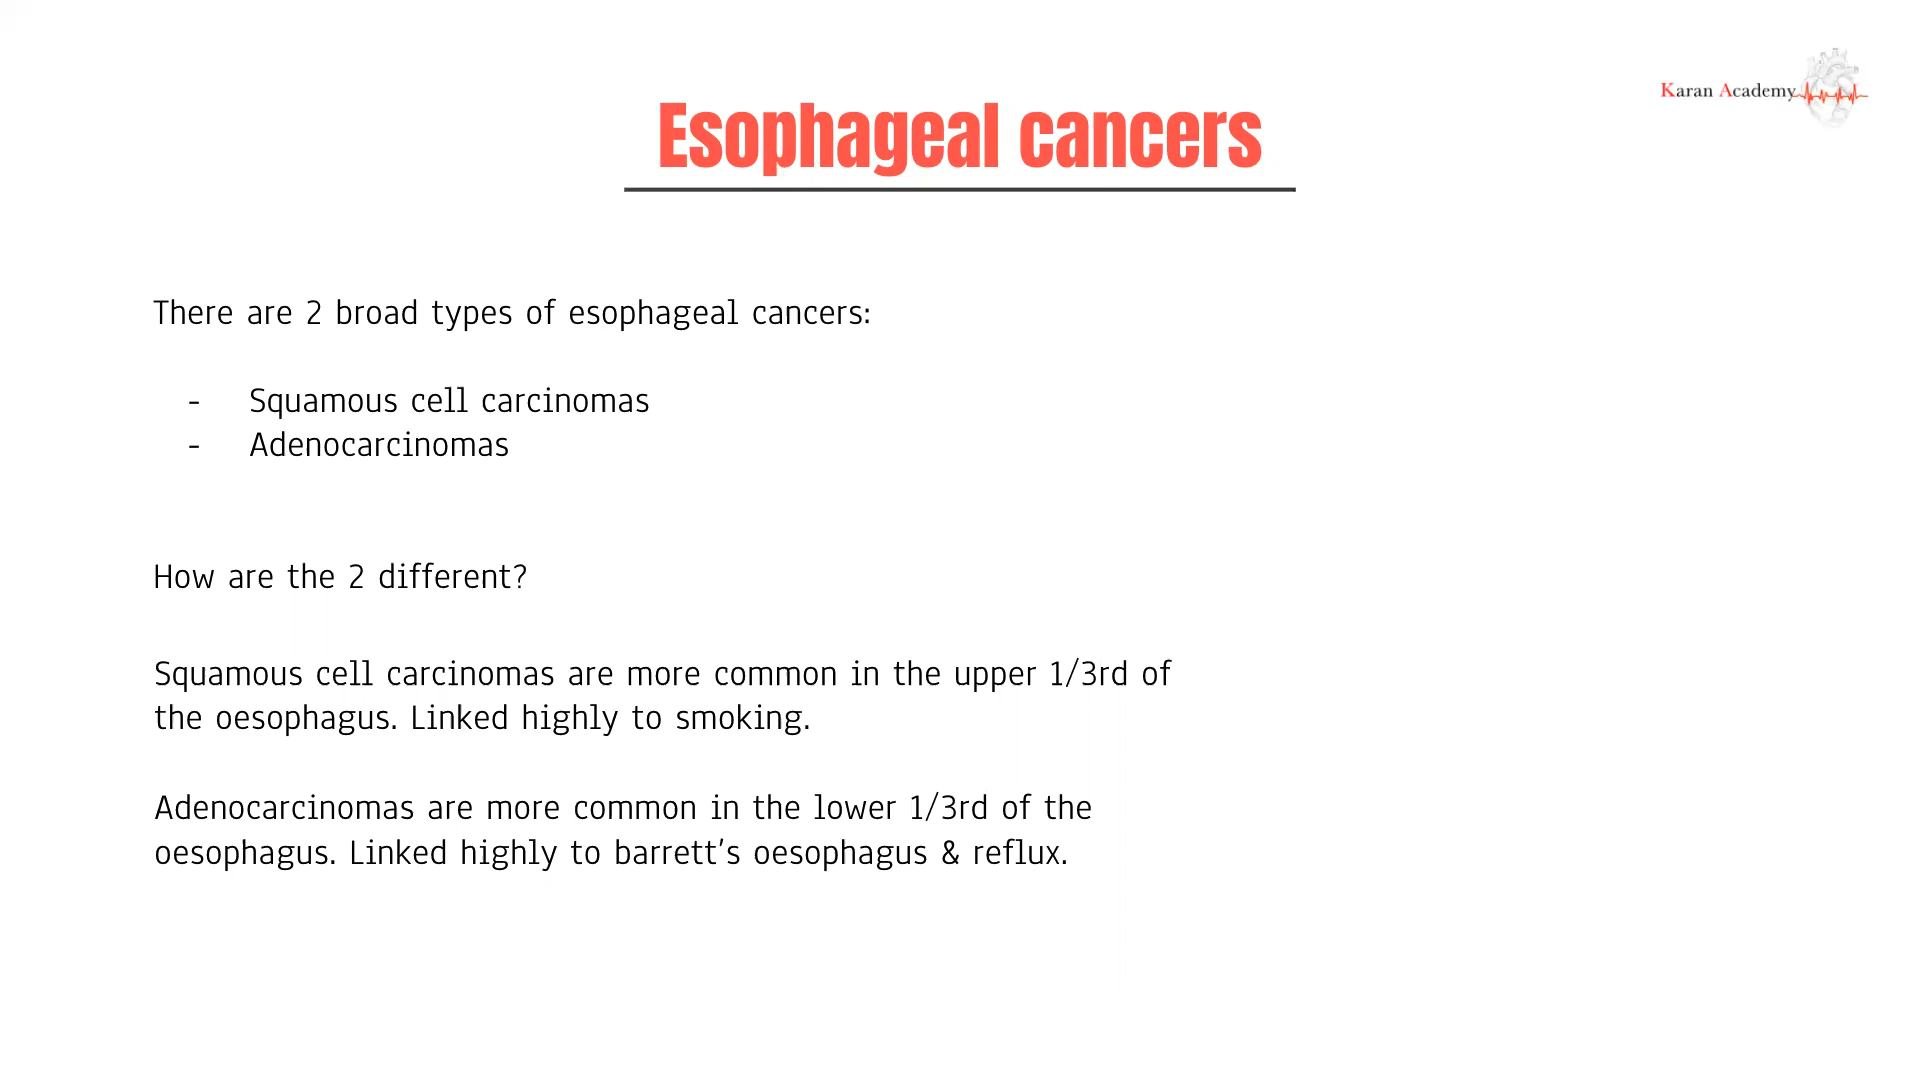 Karan Academy
Esophageal cancers
There are 2 broad types of esophageal cancers:
- Squamous cell carcinomas
- Adenocarcinomas
How are the 2 different?
Squamous cell carcinomas are more common in the upper 1/3rd of
the oesophagus. Linked highly to smoking.
Adenocarcinomas are more common in the lower 1/3rd of the
oesophagus. Linked highly to barrett's oesophagus & reflux.